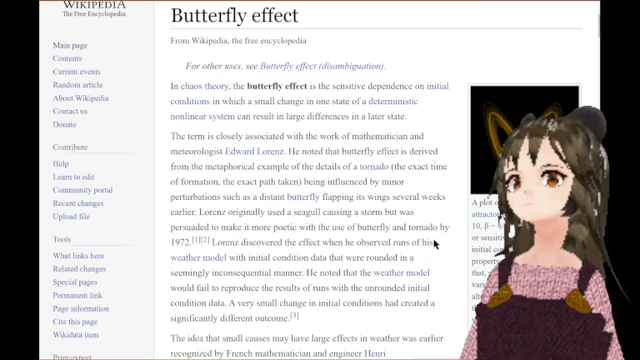 WIKIPEDIA
The Free Encyclopedia
Main page
Contents
Current events
Random article
About Wikipedia
Contact us
Donate
Contribute
Help
Learn to edit
Community portal
Recent changes
Upload file
Tools
What links here
Related changes
Special pages
Permanent link
Page information
Cite this page
Wikidata item
Print/export
Butterfly effect
From Wikipedia, the free encyclopedia
For other uses, see Butterfly effect (disambiguation).
In chaos theory, the butterfly effect is the sensitive dependence on initial
conditions in which a small change in one state of a deterministic
nonlinear system can result in large differences in a later state.
The term is closely associated with the work of mathematician and
meteorologist Edward Lorenz. He noted that butterfly effect is derived
from the metaphorical example of the details of a tornado (the exact time
of formation, the exact path taken) being influenced by minor
perturbations such as a distant butterfly flapping its wings several weeks
earlier. Lorenz originally used a seagull causing a storm but was
persuaded to make it more poetic with the use of butterfly and tornado by
1972.[1][2] Lorenz discovered the effect when he observed runs of his
weather model with initial condition data that were rounded in a
seemingly inconsequential manner. He noted that the weather model
would fail to reproduce the results of runs with the unrounded initial
condition data. A very small change in initial conditions had created a
significantly different outcome.[3]
The idea that small causes may have large effects in weather was earlier
recognized by French mathematician and engineer Henri
A plot o
attracto
10, β = 8
or sensiti
initial co
property
that,